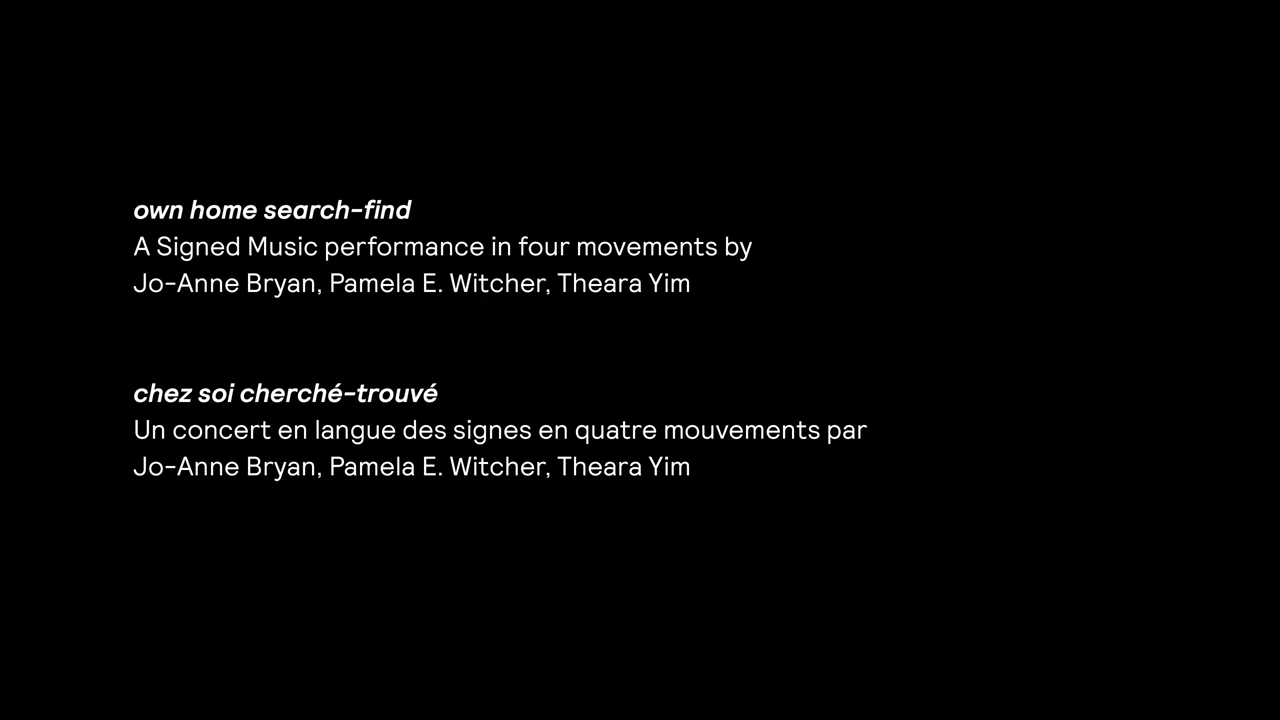 own home search-find
A Signed Music performance in four movements by
Jo-Anne Bryan, Pamela E. Witcher, Theara Yim
chez soi cherché-trouvé
Un concert en langue des signes en quatre mouvements par
Jo-Anne Bryan, Pamela E. Witcher, Theara Yim